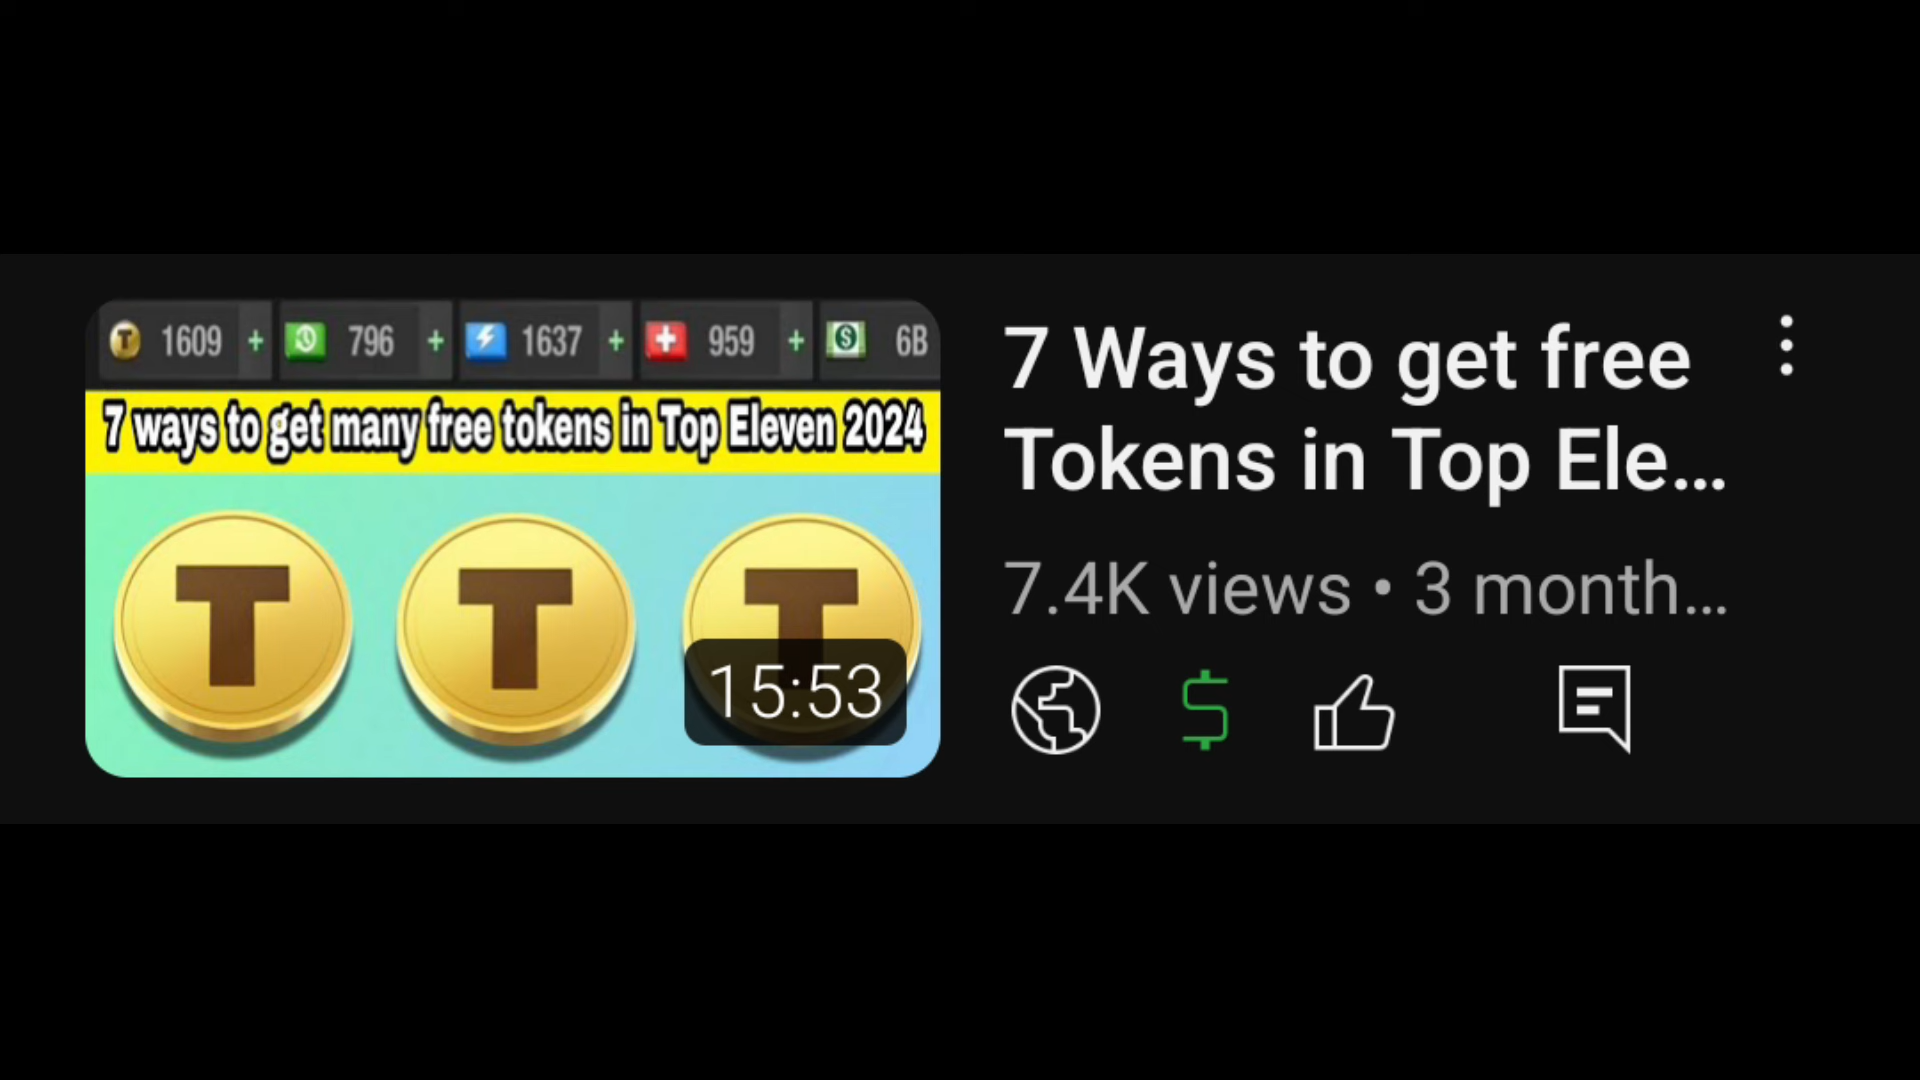 T 1609 + 796 + 1637 + 959 + $ 6B
7 ways to get many free tokens in Top Eleven 2024
T T T
15:53
7 Ways to get free
Tokens in Top Ele...
7.4K views • 3 month...
$